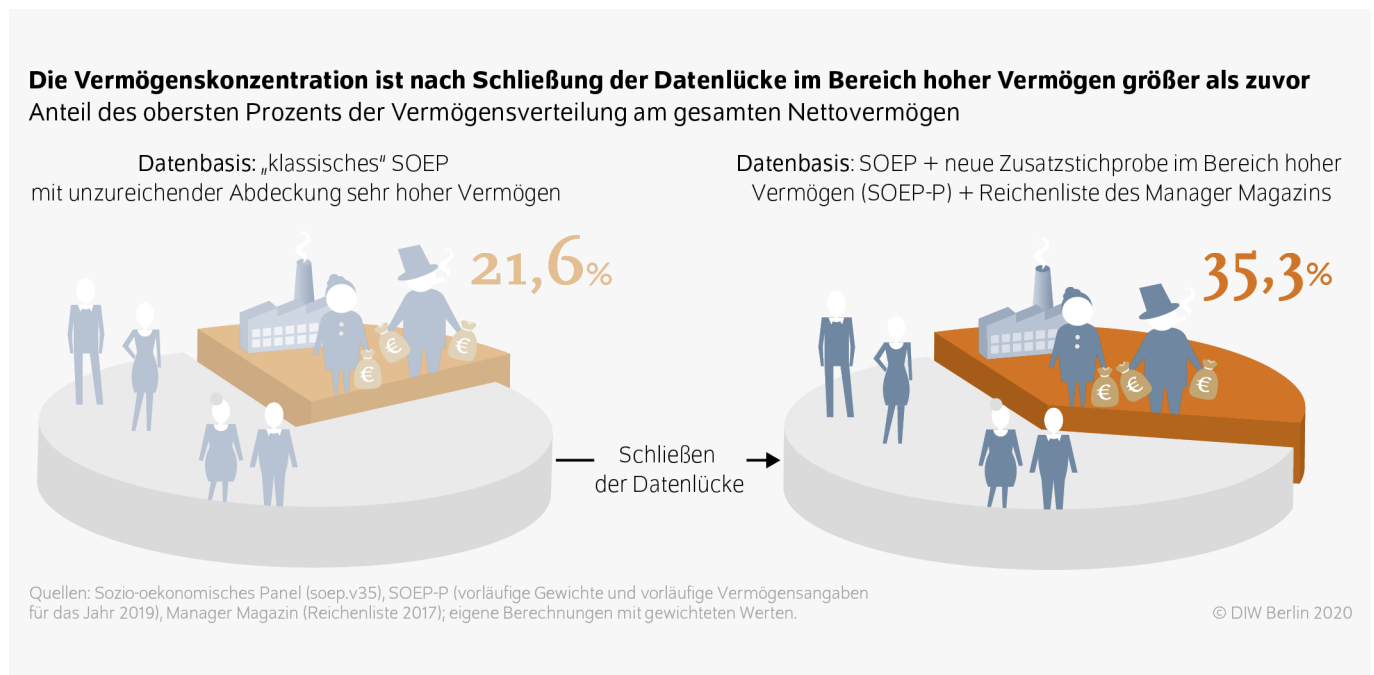 Die Vermögenskonzentration ist nach Schließung der Datenlücke im Bereich hoher Vermögen größer als zuvor
Anteil des obersten Prozents der Vermögensverteilung am gesamten Nettovermögen
Datenbasis: „klassisches“ SOEP
mit unzureichender Abdeckung sehr hoher Vermögen
Datenbasis: SOEP + neue Zusatzstichprobe im Bereich hoher
Vermögen (SOEP-P) + Reichenliste des Manager Magazins
21,6%
35,3%
€
€
€
€
€
€
Schließen
der Datenlücke
Quellen: Sozio-oekonomisches Panel (soep.v35), SOEP-P (vorläufige Gewichte und vorläufige Vermögensangaben
für das Jahr 2019), Manager Magazin (Reichenliste 2017); eigene Berechnungen mit gewichteten Werten.
© DIW Berlin 2020